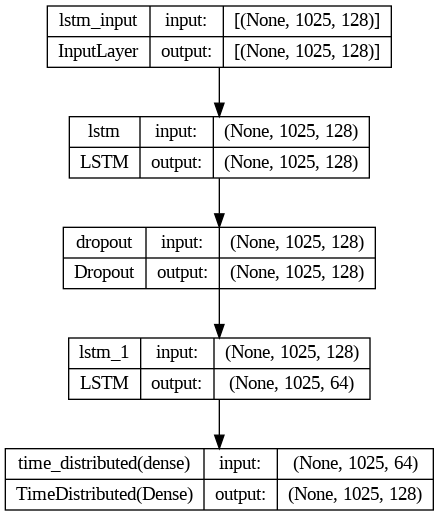 lstm_input input: [(None, 1025, 128)]
InputLayer output: [(None, 1025, 128)]
lstm input: (None, 1025, 128)
LSTM output: (None, 1025, 128)
dropout input: (None, 1025, 128)
Dropout output: (None, 1025, 128)
lstm_1 input: (None, 1025, 128)
LSTM output: (None, 1025, 64)
time_distributed(dense) input: (None, 1025, 64)
TimeDistributed(Dense) output: (None, 1025, 128)